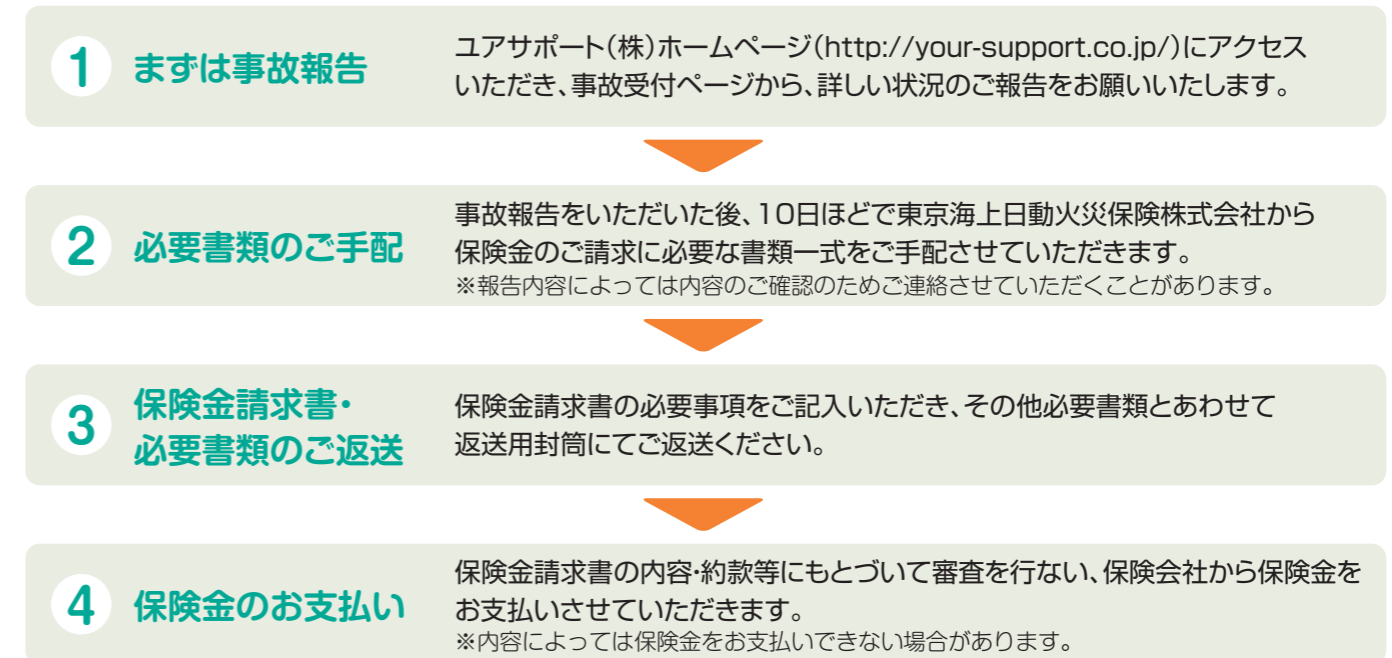 1 まずは事故報告
ユアサポート(株)ホームページ(http://your-support.co.jp/)にアクセス
いただき、事故受付ページから、詳しい状況のご報告をお願いいたします。
2 必要書類のご手配
事故報告をいただいた後、10日ほどで東京海上日動火災保険株式会社から
保険金のご請求に必要な書類一式をご手配させていただきます。
※報告内容によっては内容のご確認のためご連絡させていただくことがあります。
3 保険金請求書・
必要書類のご返送
保険金請求書の必要事項をご記入いただき、その他必要書類とあわせて
返送用封筒にてご返送ください。
4 保険金のお支払い
保険金請求書の内容・約款等にもとづいて審査を行ない、保険会社から保険金を
お支払いさせていただきます。
※内容によっては保険金をお支払いできない場合があります。